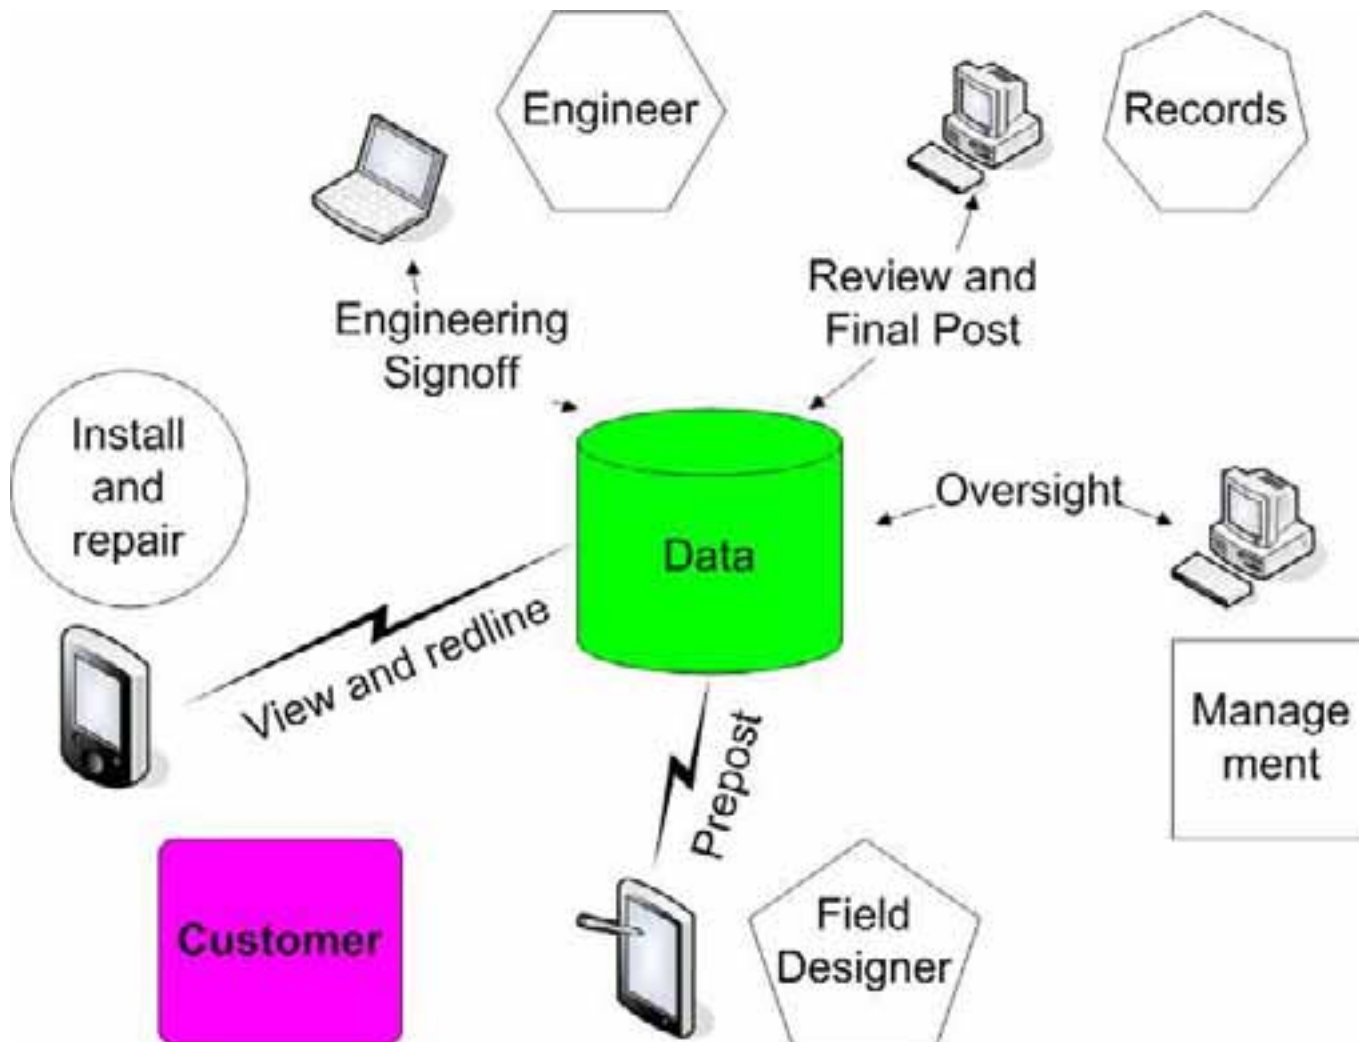 Engineer
Records
Review and
Final Post
Engineering
Signoff
Install
and
repair
Oversight
Data
View and redline
Manage
ment
Prepost
Customer
Field
Designer